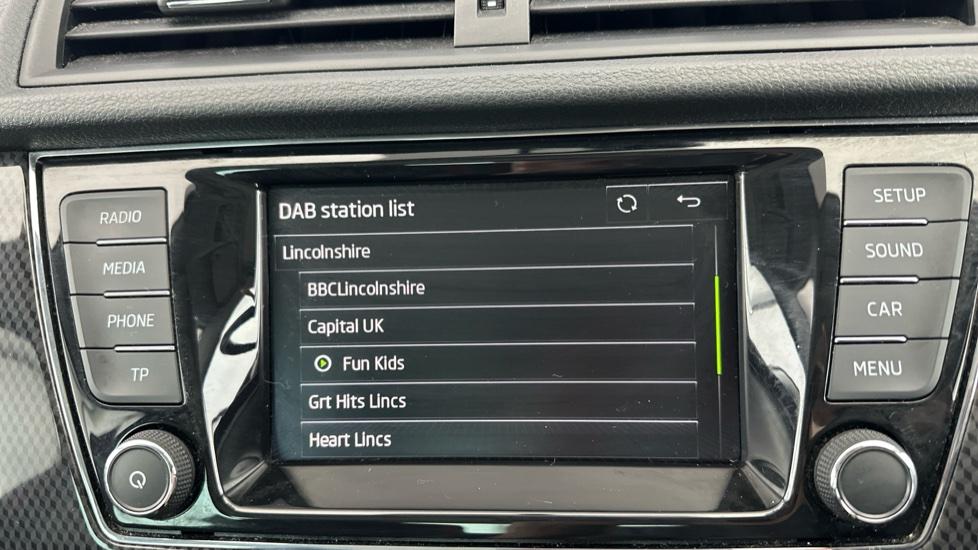 RADIO
MEDIA
PHONE
TP
DAB station list
Lincolnshire
BBCLincolnshire
Capital UK
Fun Kids
Grt Hits Lincs
Heart Lincs
SETUP
SOUND
CAR
MENU